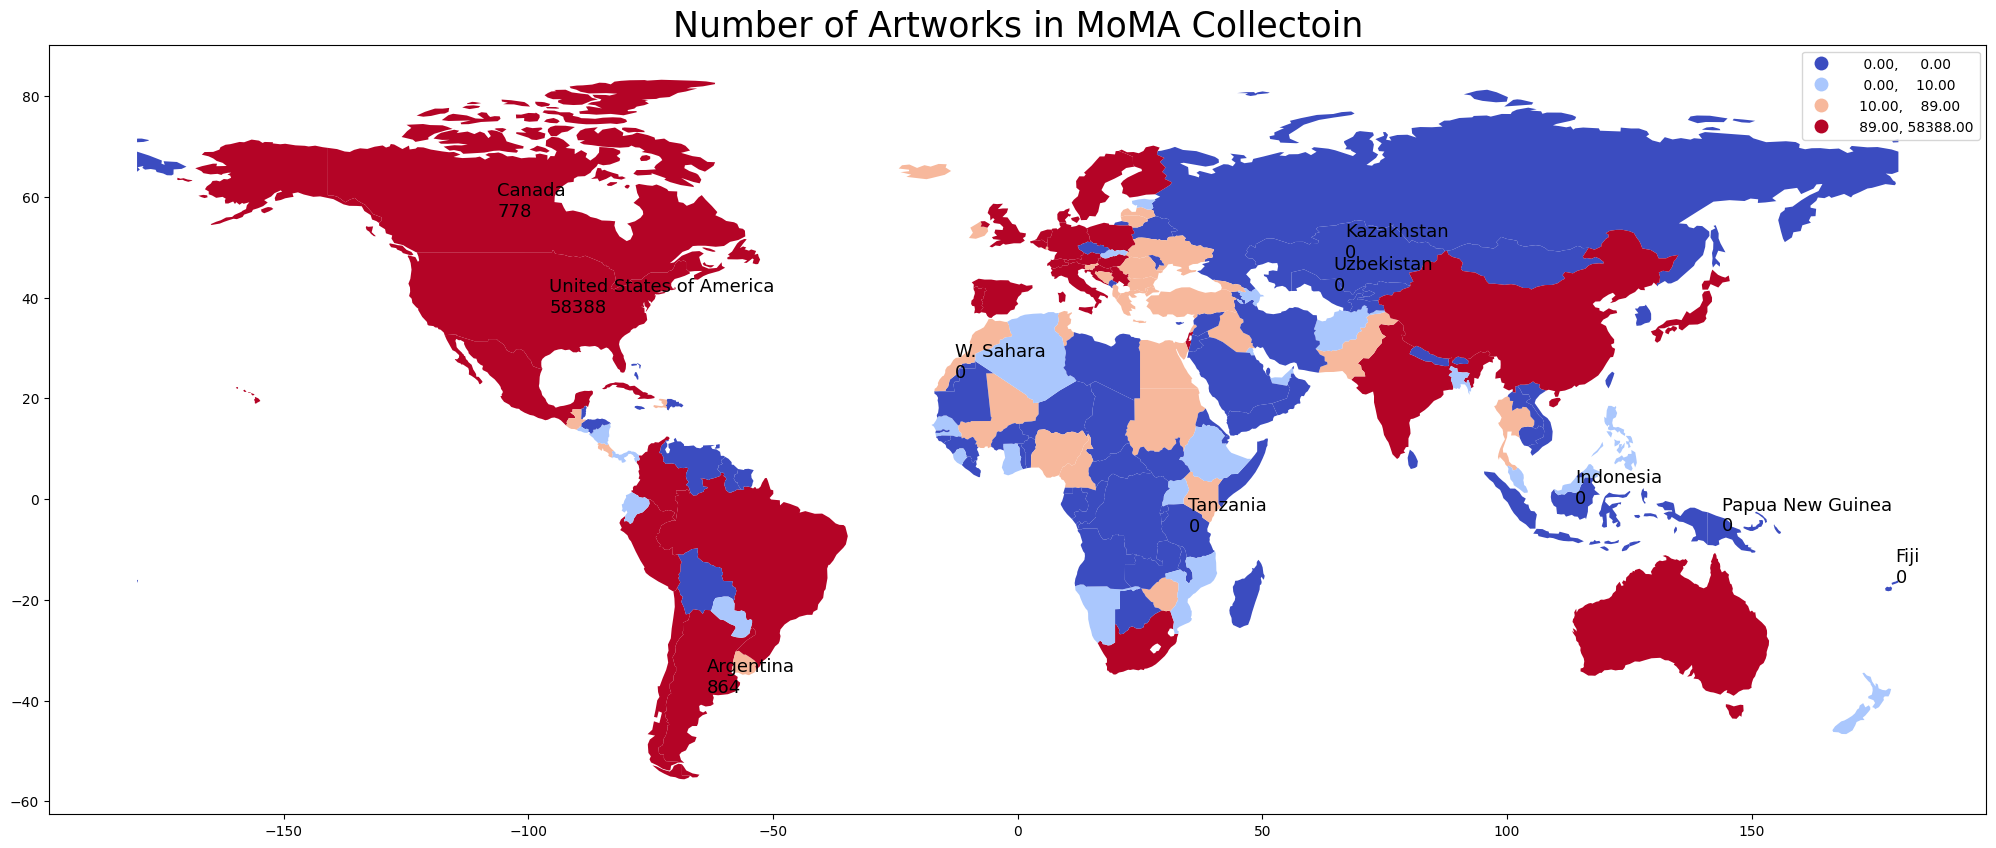 Number of Artworks in MoMA Collectoin
0.00, 0.00
0.00, 10.00
10.00, 89.00
89.00, 58388.00
80
60
40
20
0
−20
−40
−60
Canada
778
United States of America
58388
Kazakhstan
0
Uzbekistan
0
W. Sahara
0
Indonesia
0
Tanzania
0
Papua New Guinea
0
Fiji
0
Argentina
864
−150
−100
−50
0
50
100
150